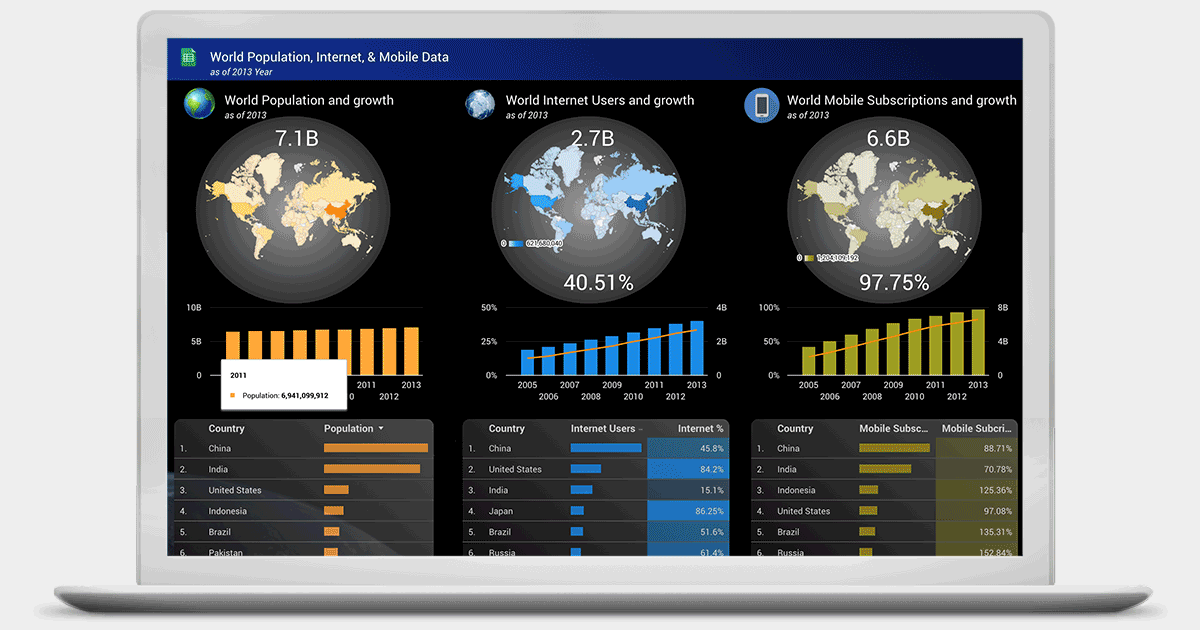 World Population, Internet, & Mobile Data
as of 2013 Year
World Population and growth
as of 2013
7.1B
10B
5B
0
2011
Population: 6,941,099,912
0
2011
2012
2013
Country Population
1. China
2. India
3. United States
4. Indonesia
5. Brazil
6. Pakistan
World Internet Users and growth
as of 2013
2.7B
0 621,680,040
40.51%
50% 4B
25% 2B
0% 0
2005 2007 2009 2011 2013
2006 2008 2010 2012
Country Internet Users Internet %
1. China 45.8%
2. United States 84.2%
3. India 15.1%
4. Japan 86.25%
5. Brazil 51.6%
6. Russia 61.4%
World Mobile Subscriptions and growth
as of 2013
6.6B
0 1,204,109,192
97.75%
100% 8B
50% 4B
0% 0
2005 2007 2009 2011 2013
2006 2008 2010 2012
Country Mobile Subsc... Mobile Subcri...
1. China 88.71%
2. India 70.78%
3. Indonesia 125.36%
4. United States 97.08%
5. Brazil 135.31%
6. Russia 152.84%